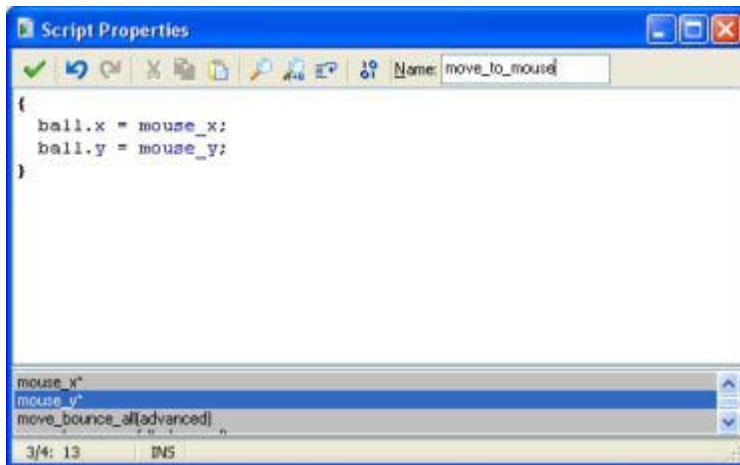 Script Properties
Name: move_to_mouse
{
ball.x = mouse_x;
ball.y = mouse_y;
}
mouse_x*
mouse_y*
move_bounce_all(advanced)
3/4: 13 INS